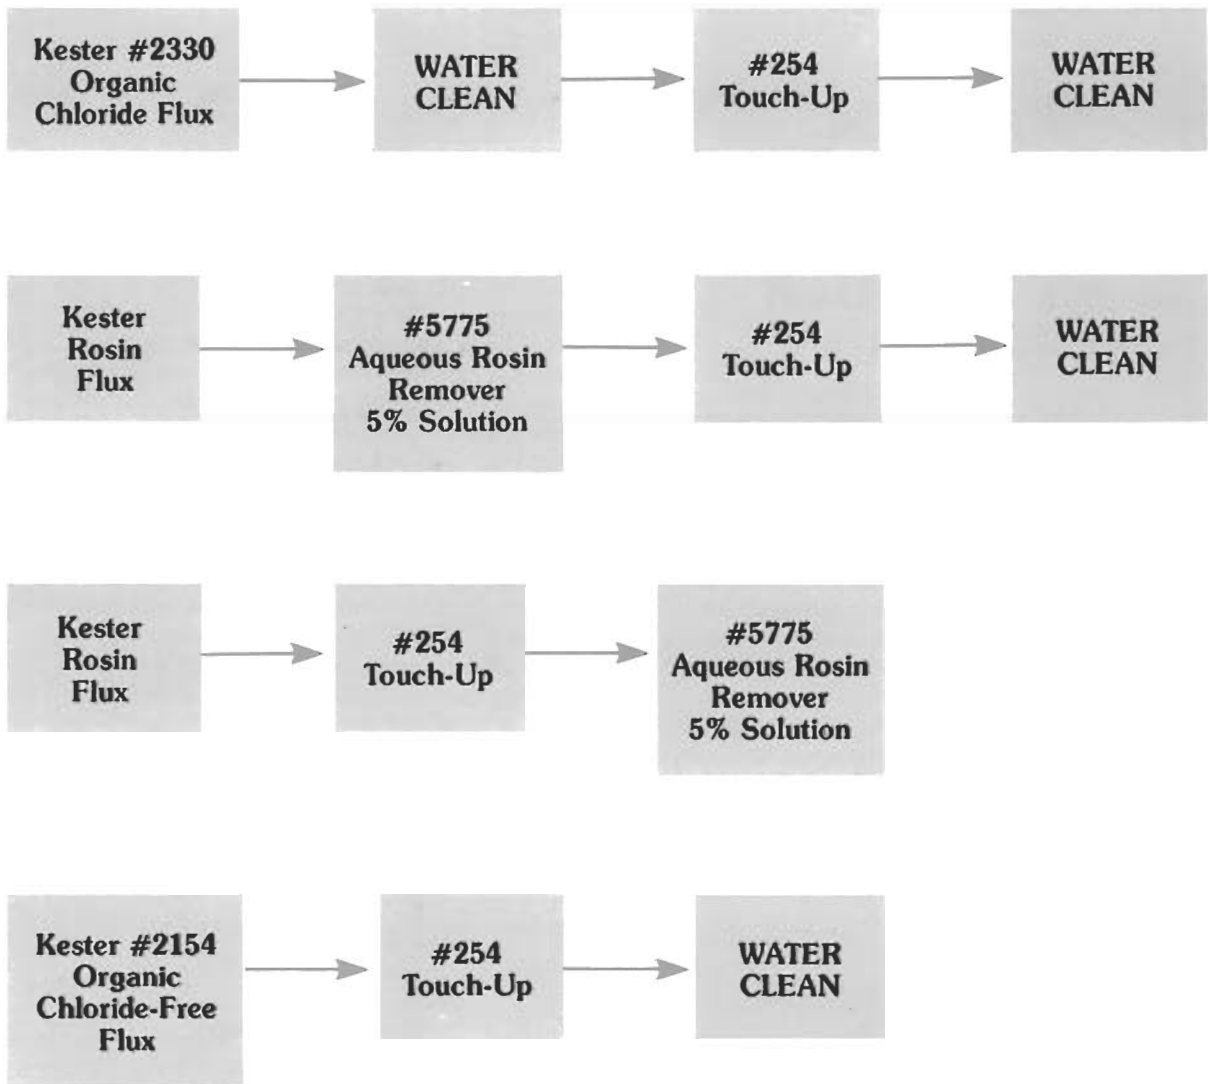 Kester #2330
Organic
Chloride Flux
WATER
CLEAN
#254
Touch-Up
WATER
CLEAN
Kester
Rosin
Flux
#5775
Aqueous Rosin
Remover
5% Solution
#254
Touch-Up
WATER
CLEAN
Kester
Rosin
Flux
#254
Touch-Up
#5775
Aqueous Rosin
Remover
5% Solution
Kester #2154
Organic
Chloride-Free
Flux
#254
Touch-Up
WATER
CLEAN